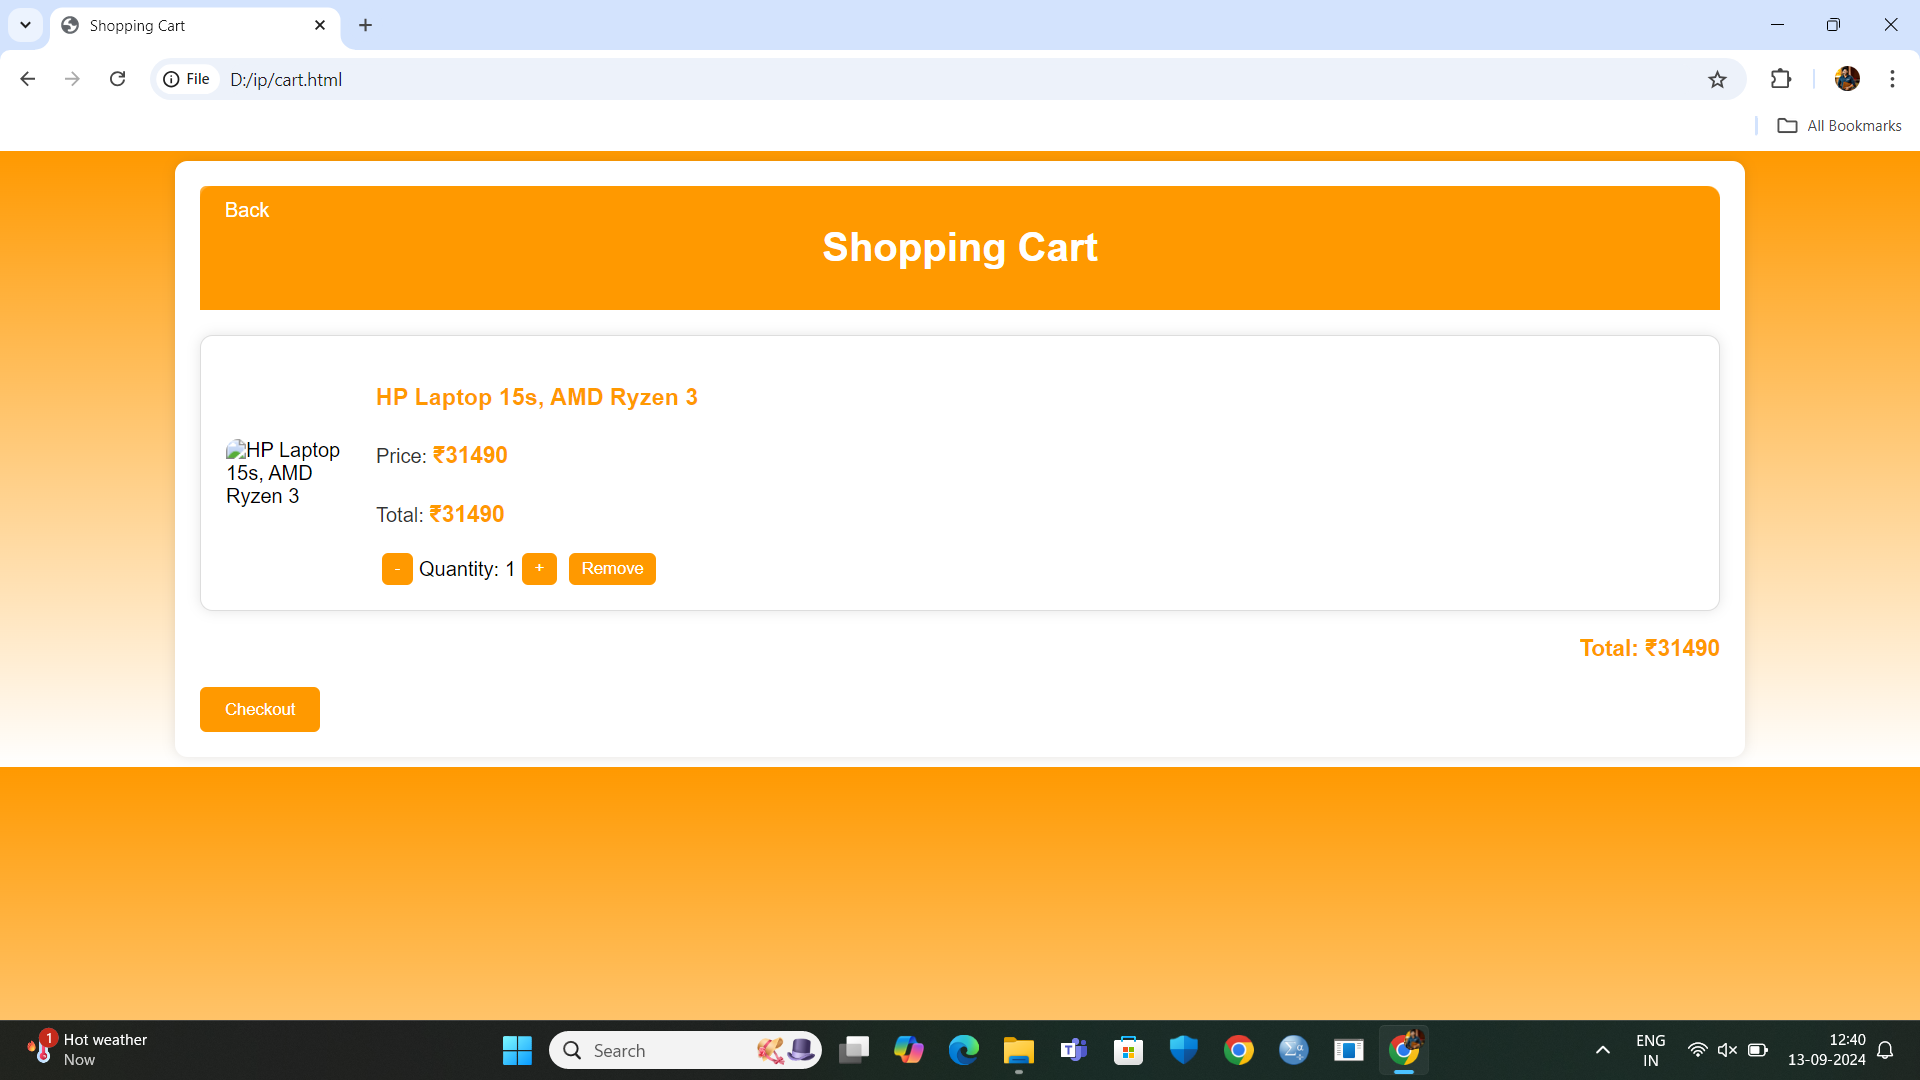 Shopping Cart
File
D:/ip/cart.html
All Bookmarks
Back
Shopping Cart
HP Laptop 15s, AMD Ryzen 3
HP Laptop
15s, AMD
Ryzen 3
Price: ₹31490
Total: ₹31490
- Quantity: 1 + Remove
Total: ₹31490
Checkout
1
Hot weather
Now
Search
ENG
IN
12:40
13-09-2024